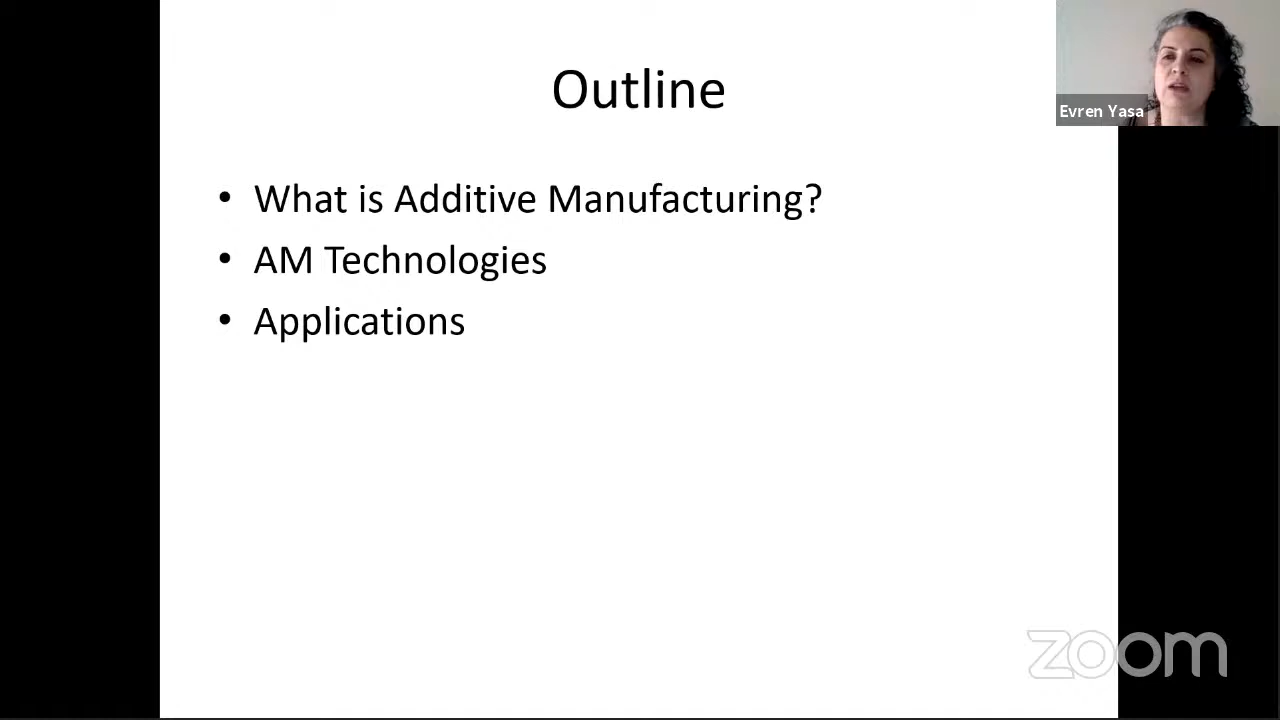 Outline
Evren Yasa
• What is Additive Manufacturing?
• AM Technologies
• Applications
zoom